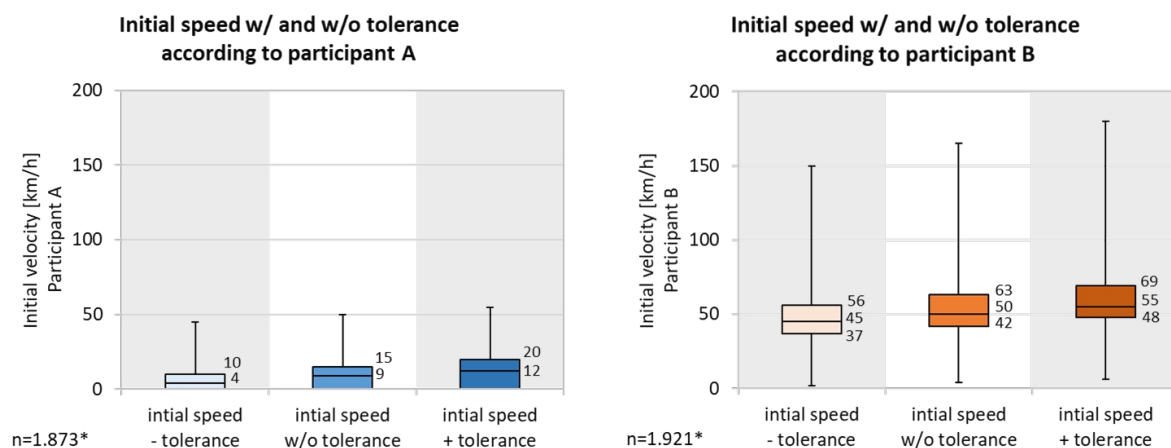 Initial speed w/ and w/o tolerance
according to participant A
Initial velocity [km/h]
Participant A
200
150
100
50
0
10
4
15
9
20
12
intial speed
- tolerance
intial speed
w/o tolerance
intial speed
+ tolerance
n=1.873*
Initial speed w/ and w/o tolerance
according to participant B
Initial velocity [km/h]
Participant B
200
150
100
50
0
56
45
37
63
50
42
69
55
48
intial speed
- tolerance
intial speed
w/o tolerance
intial speed
+ tolerance
n=1.921*